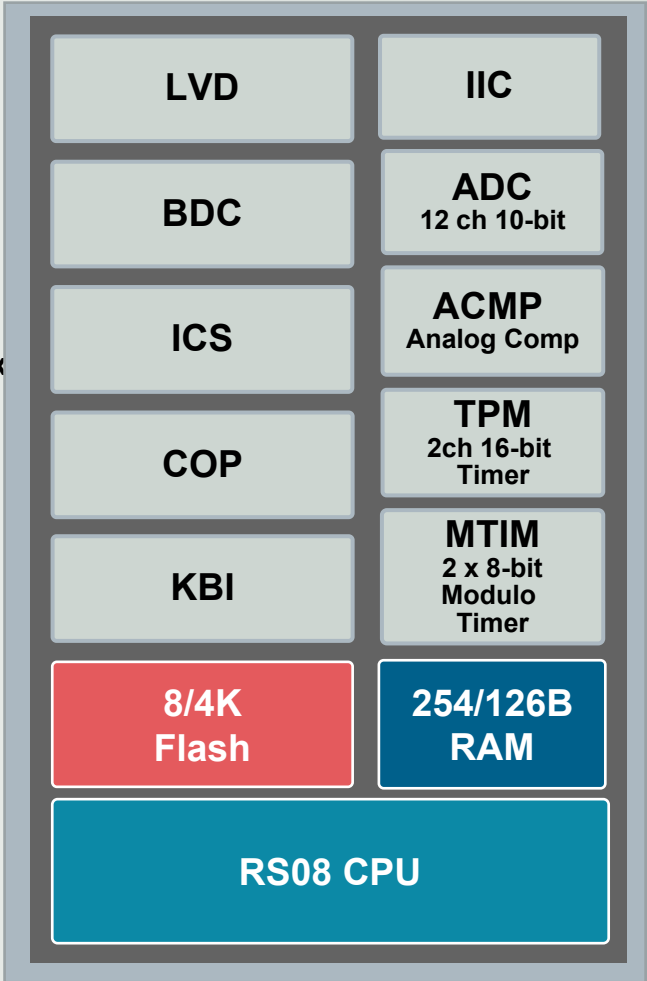 LVD
IIC
BDC
ADC
12 ch 10-bit
ICS
ACMP
Analog Comp
COP
TPM
2ch 16-bit
Timer
KBI
MTIM
2 x 8-bit
Modulo
Timer
8/4K
Flash
254/126B
RAM
RS08 CPU